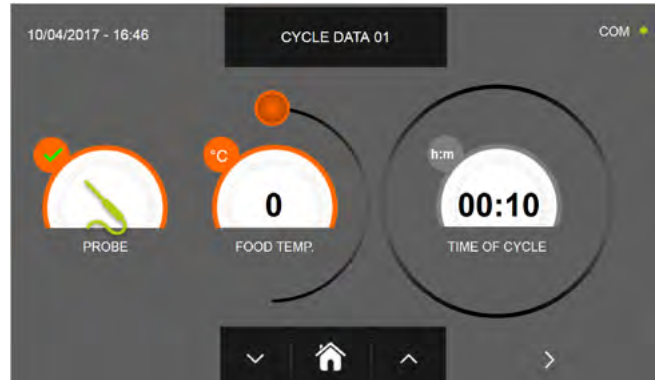 10/04/2017 - 16:46
CYCLE DATA 01
COM
°C
h:m
0
00:10
PROBE
FOOD TEMP.
TIME OF CYCLE